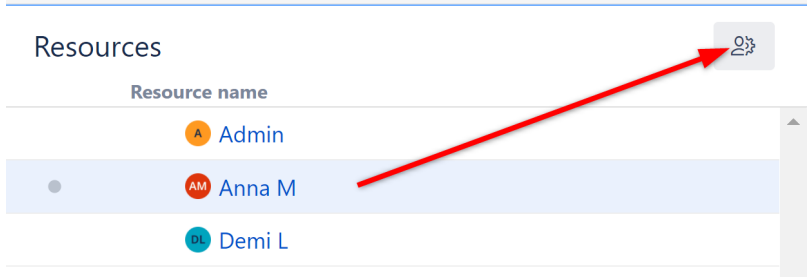 Resources
Resource name
A Admin
AM Anna M
DL Demi L